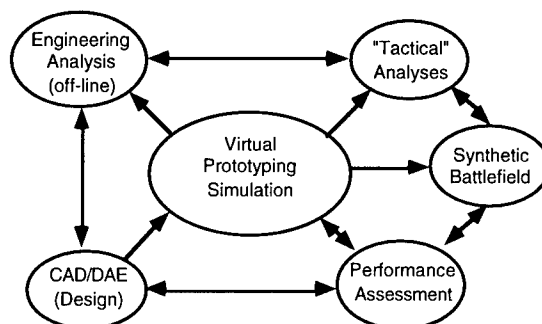 Engineering
Analysis
(off-line)
"Tactical"
Analyses
Virtual
Prototyping
Simulation
Synthetic
Battlefield
CAD/DAE
(Design)
Performance
Assessment